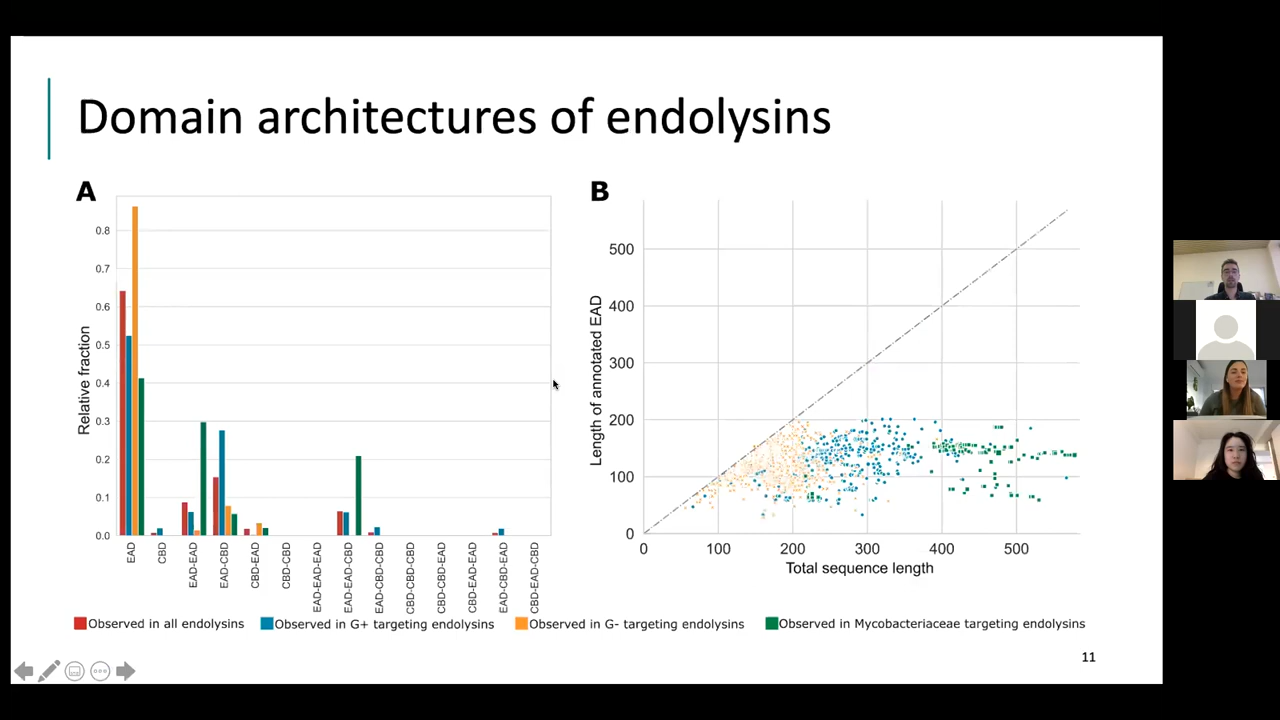 Domain architectures of endolysins
A
B
Relative fraction
0.8
0.7
0.6
0.5
0.4
0.3
0.2
0.1
0.0
EAD
CBD
EAD-EAD
EAD-CBD
CBD-EAD
CBD-CBD
EAD-EAD-EAD
EAD-EAD-CBD
EAD-CBD-CBD
CBD-CBD-CBD
CBD-CBD-EAD
CBD-EAD-EAD
EAD-CBD-EAD
CBD-EAD-CBD
Length of annotated EAD
500
400
300
200
100
0
0 100 200 300 400 500
Total sequence length
Observed in all endolysins
Observed in G+ targeting endolysins
Observed in G- targeting endolysins
Observed in Mycobacteriaceae targeting endolysins
11